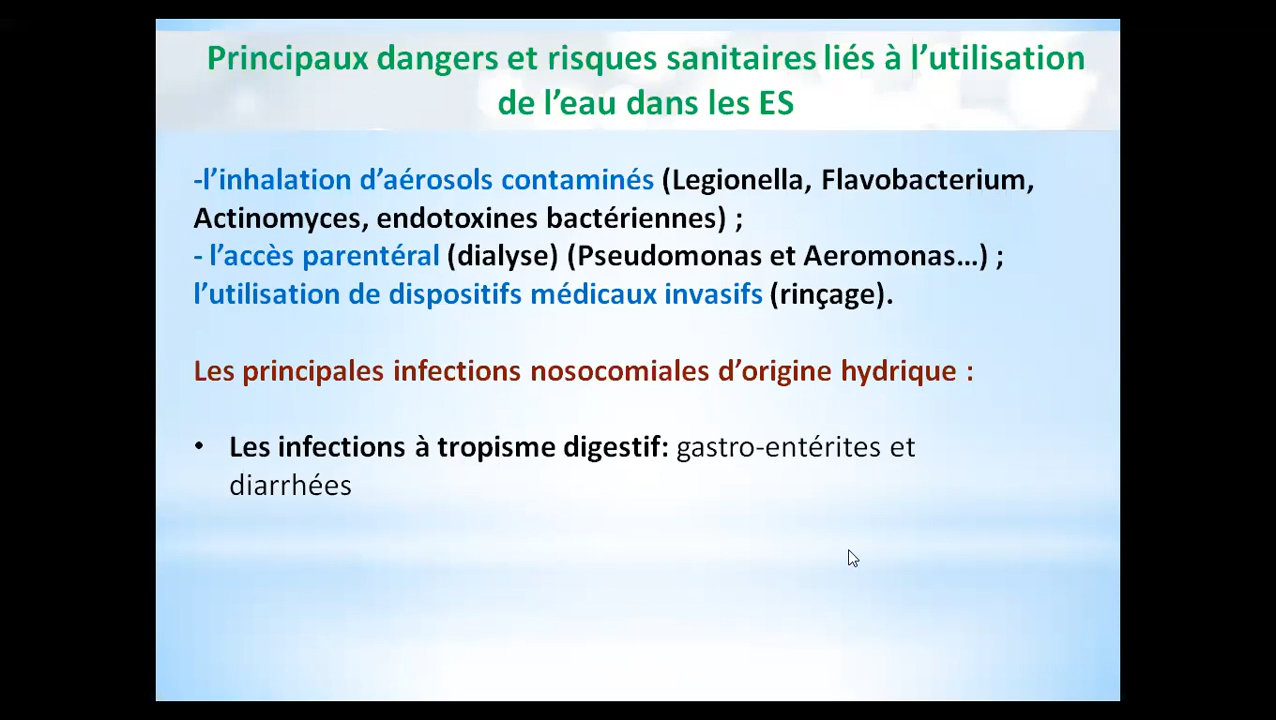 Principaux dangers et risques sanitaires liés à l’utilisation
de l’eau dans les ES
-l’inhalation d’aérosols contaminés (Legionella, Flavobacterium,
Actinomyces, endotoxines bactériennes) ;
- l’accès parentéral (dialyse) (Pseudomonas et Aeromonas…) ;
l’utilisation de dispositifs médicaux invasifs (rinçage).
Les principales infections nosocomiales d’origine hydrique :
• Les infections à tropisme digestif: gastro-entérites et
diarrhées